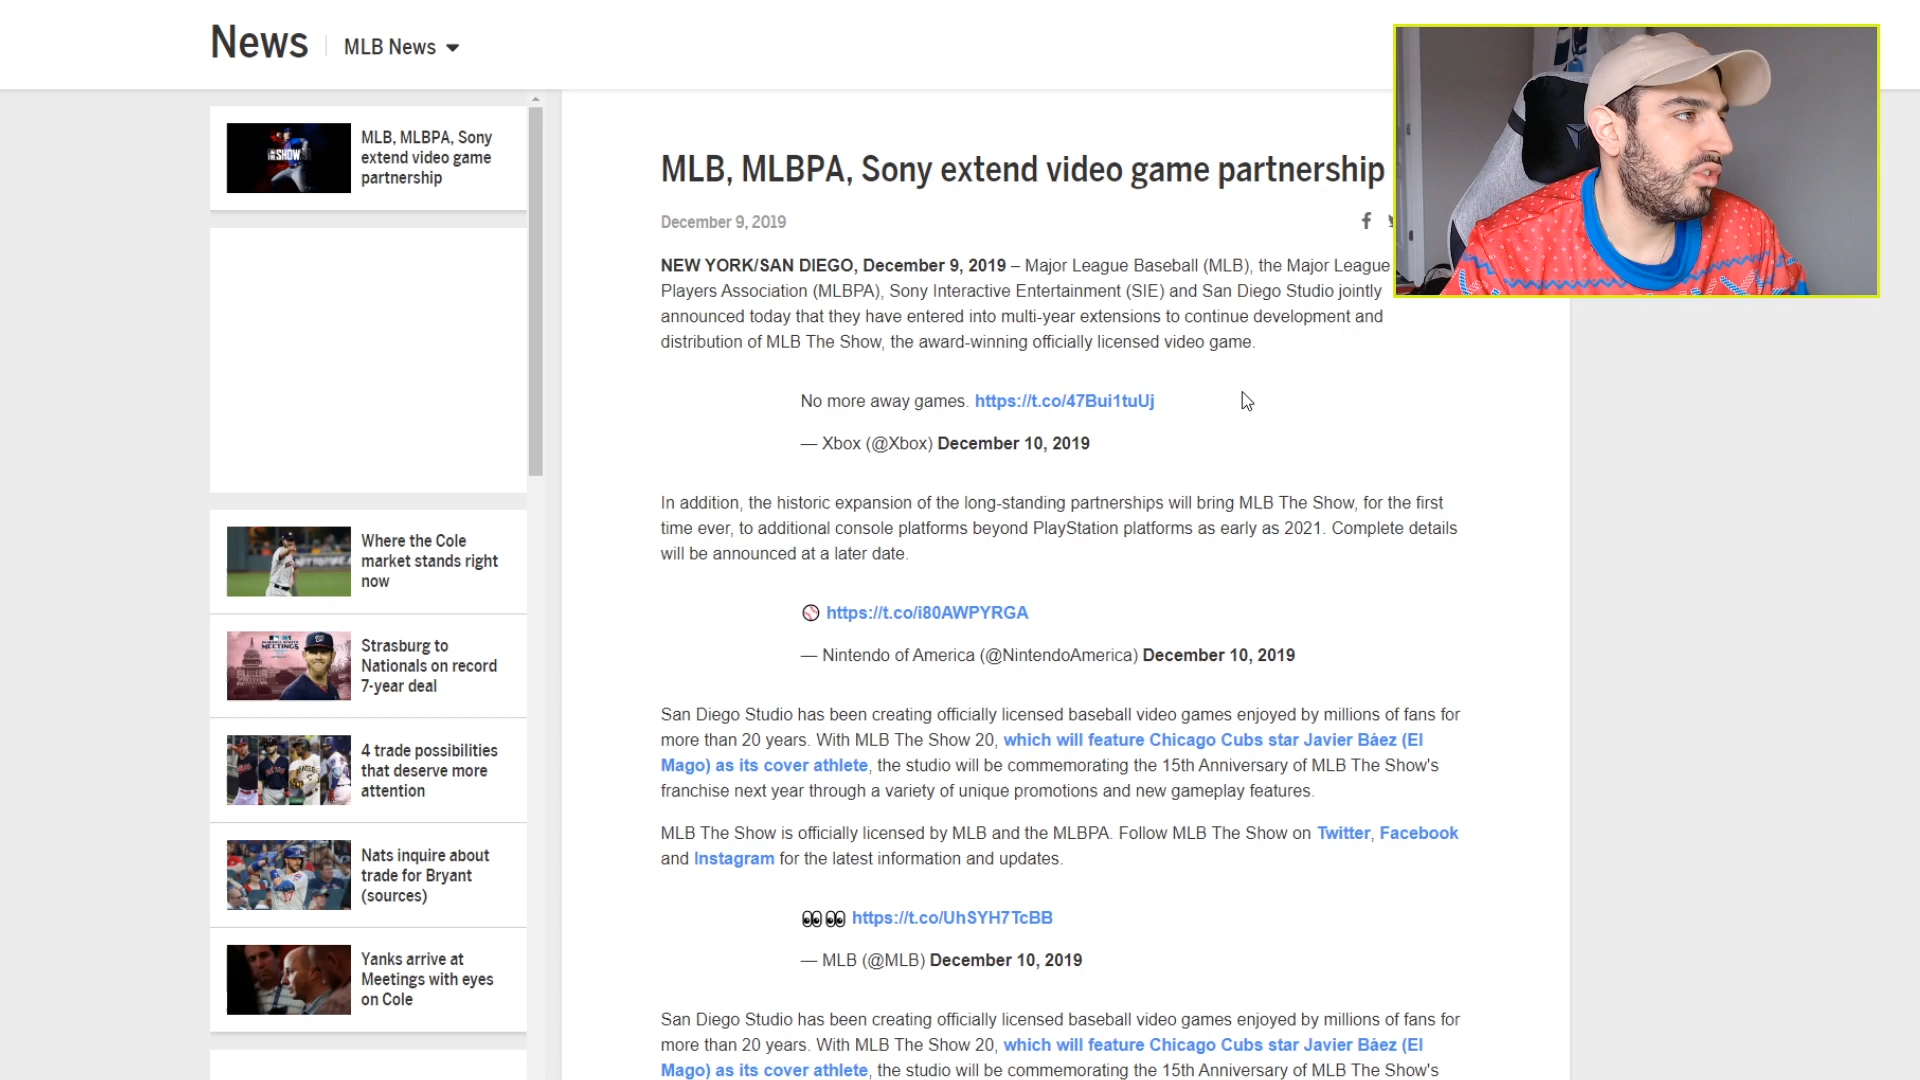 News
MLB News
MLB, MLBPA, Sony
extend video game
partnership
SHOW
Where the Cole
market stands right
now
MEETINGS
Strasburg to
Nationals on record
7-year deal
4 trade possibilities
that deserve more
attention
Nats inquire about
trade for Bryant
(sources)
Yanks arrive at
Meetings with eyes
on Cole
MLB, MLBPA, Sony extend video game partnership
December 9, 2019
NEW YORK/SAN DIEGO, December 9, 2019 – Major League Baseball (MLB), the Major League
Players Association (MLBPA), Sony Interactive Entertainment (SIE) and San Diego Studio jointly
announced today that they have entered into multi-year extensions to continue development and
distribution of MLB The Show, the award-winning officially licensed video game.
No more away games. https://t.co/47Bui1tuUj
— Xbox (@Xbox) December 10, 2019
In addition, the historic expansion of the long-standing partnerships will bring MLB The Show, for the first
time ever, to additional console platforms beyond PlayStation platforms as early as 2021. Complete details
will be announced at a later date.
⚾ https://t.co/i80AWPYRGA
— Nintendo of America (@NintendoAmerica) December 10, 2019
San Diego Studio has been creating officially licensed baseball video games enjoyed by millions of fans for
more than 20 years. With MLB The Show 20, which will feature Chicago Cubs star Javier Báez (El
Mago) as its cover athlete, the studio will be commemorating the 15th Anniversary of MLB The Show's
franchise next year through a variety of unique promotions and new gameplay features.
MLB The Show is officially licensed by MLB and the MLBPA. Follow MLB The Show on Twitter, Facebook
and Instagram for the latest information and updates.
👀👀 https://t.co/UhSYH7TcBB
— MLB (@MLB) December 10, 2019
San Diego Studio has been creating officially licensed baseball video games enjoyed by millions of fans for
more than 20 years. With MLB The Show 20, which will feature Chicago Cubs star Javier Báez (El
Mago) as its cover athlete, the studio will be commemorating the 15th Anniversary of MLB The Show's